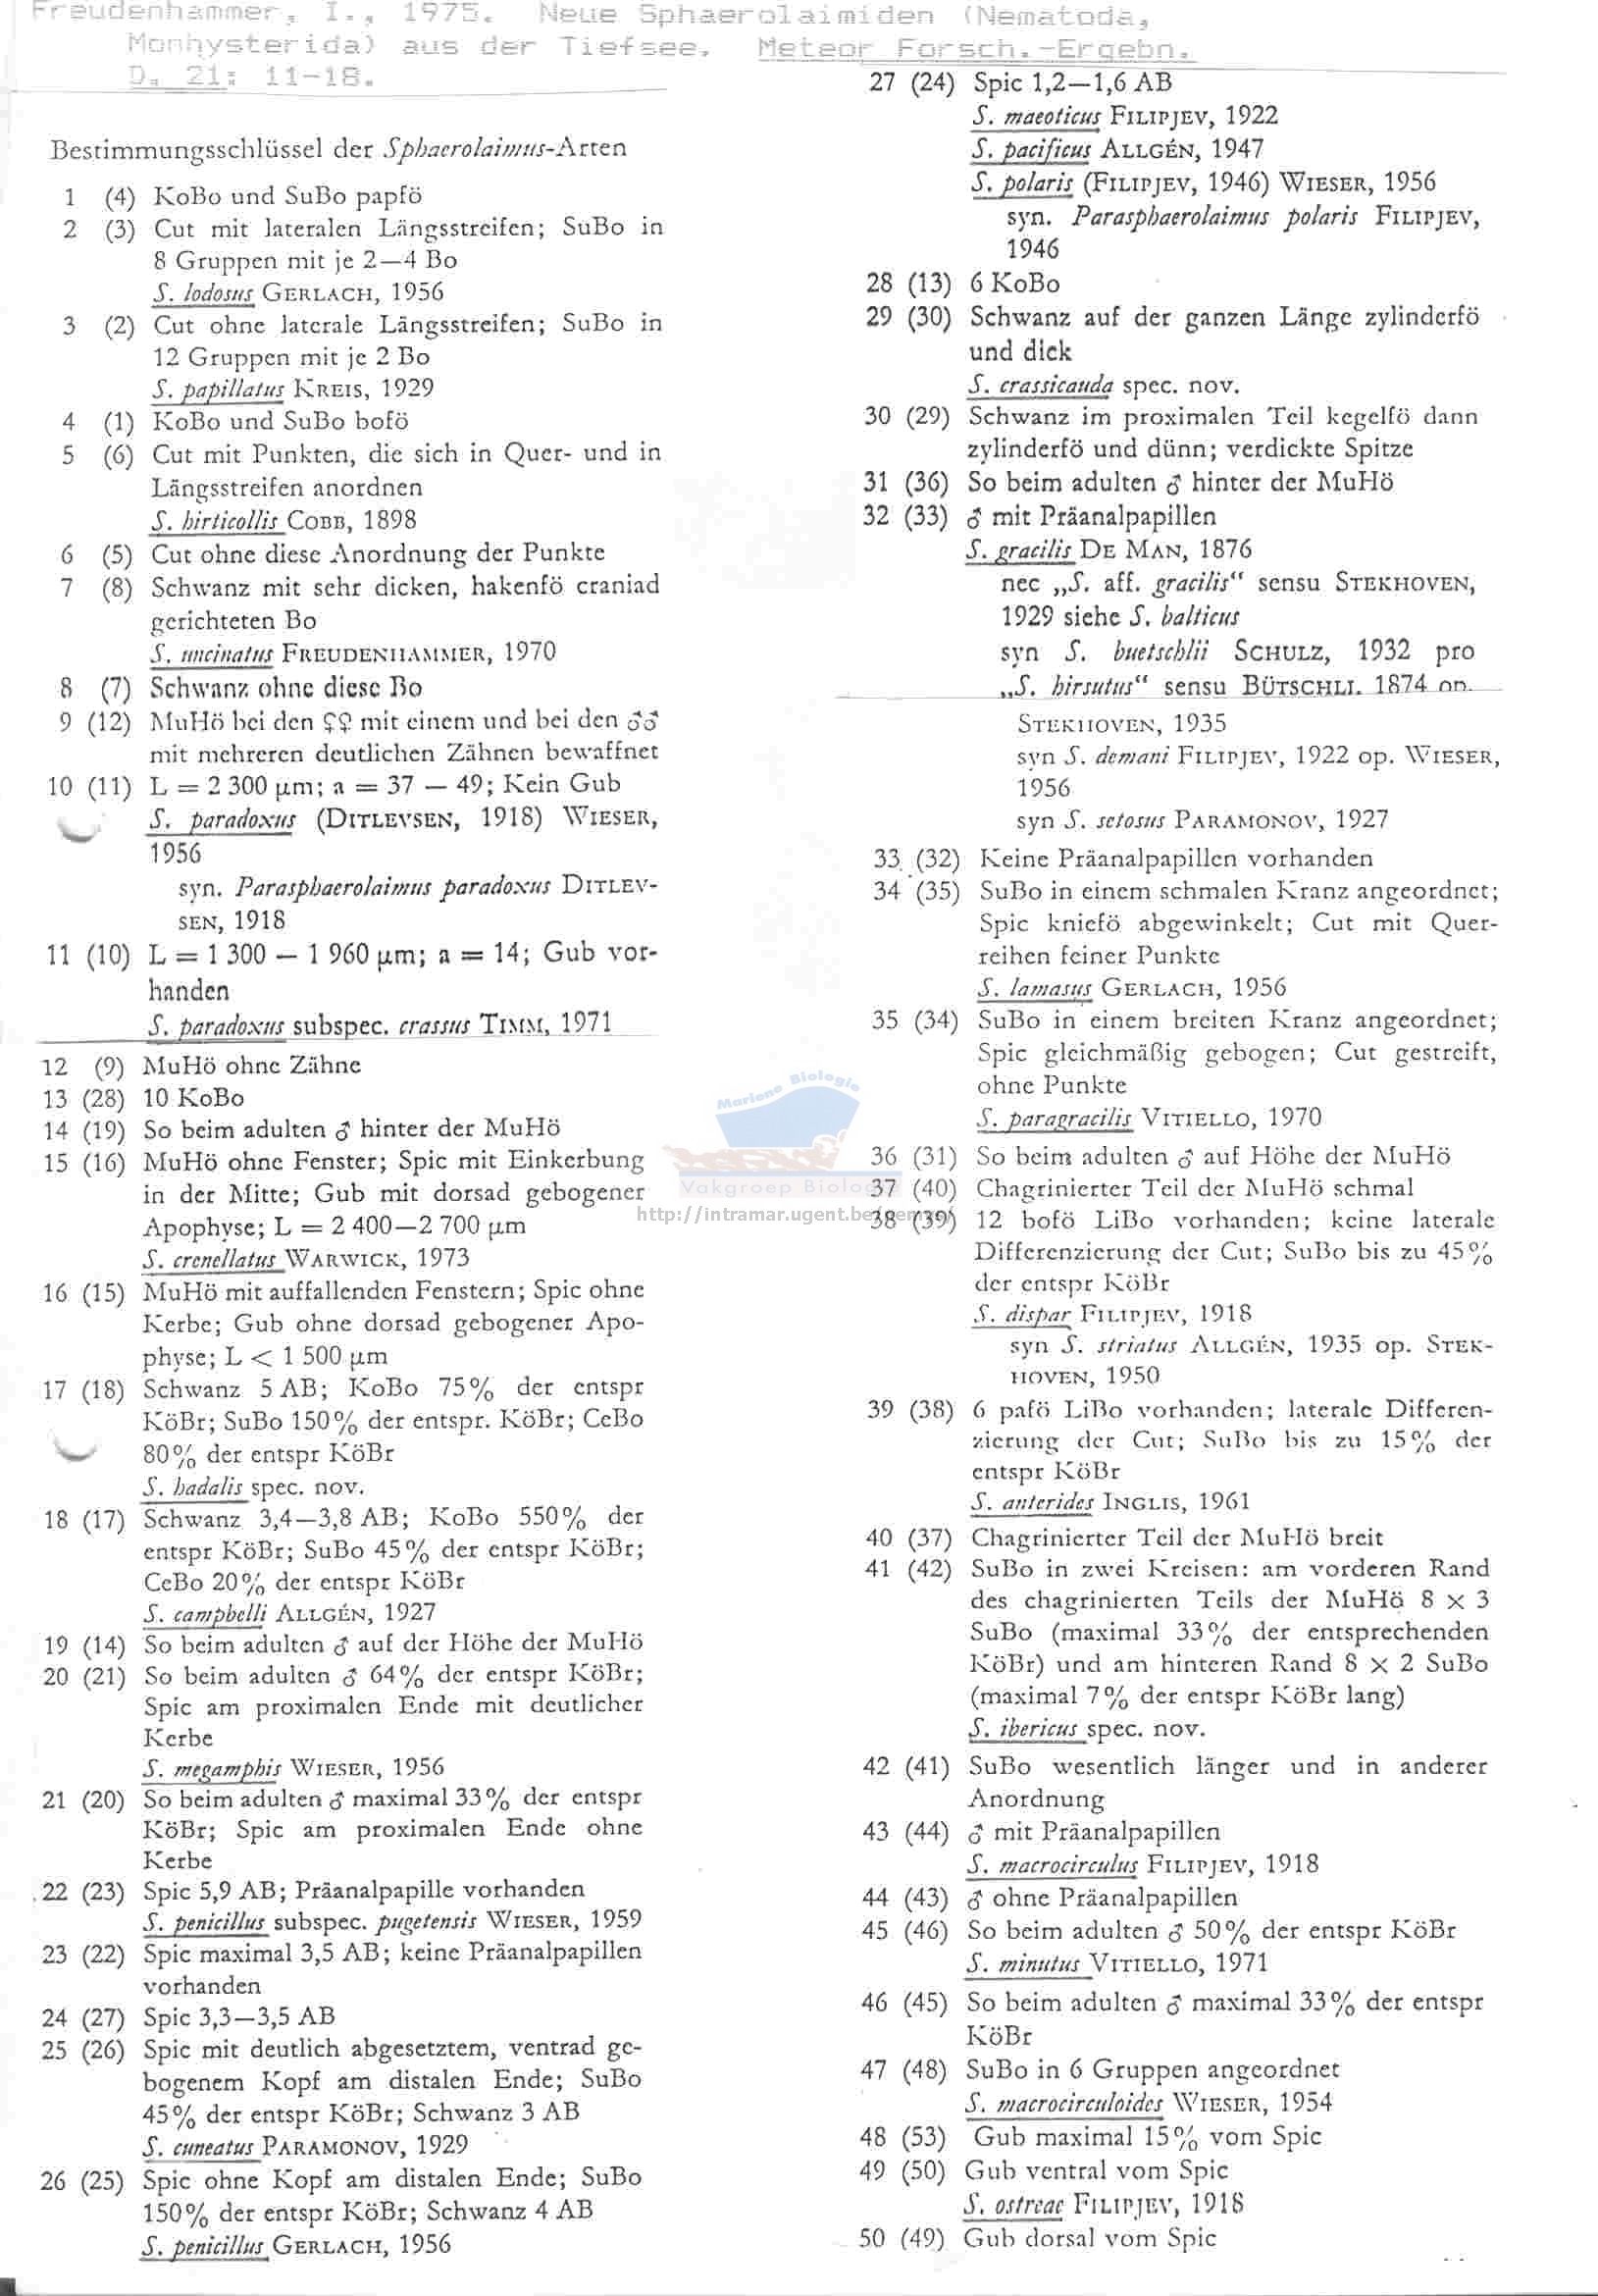 Freudenhammer, I., 1975. Neue Sphaerolaimiden (Nematoda,
Monhysterida) aus der Tiefsee. Meteor Forsch.-Ergebn.
D. 21: 11-18.
Bestimmungsschlüssel der Sphaerolaimus-Arten
1 (4) KoBo und SuBo papfö
2 (3) Cut mit lateralen Längsstreifen; SuBo in
8 Gruppen mit je 2—4 Bo
S. lodosus GERLACH, 1956
3 (2) Cut ohne laterale Längsstreifen; SuBo in
12 Gruppen mit je 2 Bo
S. papillatus KREIS, 1929
4 (1) KoBo und SuBo bofö
5 (6) Cut mit Punkten, die sich in Quer- und in
Längsstreifen anordnen
S. hirticollis COBB, 1898
6 (5) Cut ohne diese Anordnung der Punkte
7 (8) Schwanz mit sehr dicken, hakenfö craniad
gerichteten Bo
S. uncinatus FREUDENHAMMER, 1970
8 (7) Schwanz ohne diese Bo
9 (12) MuHö bei den ♀♀ mit einem und bei den ♂♂
mit mehreren deutlichen Zähnen bewaffnet
10 (11) L = 2 300 µm; a = 37 — 49; Kein Gub
S. paradoxus (DITLEVSEN, 1918) WIESER,
1956
syn. Parasphaerolaimus paradoxus DITLEV-
SEN, 1918
11 (10) L = 1 300 — 1 960 µm; a = 14; Gub vor-
handen
S. paradoxus subspec. crassus TIMM, 1971
12 (9) MuHö ohne Zähne
13 (28) 10 KoBo
14 (19) So beim adulten ♂ hinter der MuHö
15 (16) MuHö ohne Fenster; Spic mit Einkerbung
in der Mitte; Gub mit dorsad gebogener
Apophyse; L = 2 400—2 700 µm
S. crenellatus WARWICK, 1973
16 (15) MuHö mit auffallenden Fenstern; Spic ohne
Kerbe; Gub ohne dorsad gebogener Apo-
physe; L < 1 500 µm
17 (18) Schwanz 5 AB; KoBo 75% der entspr
KöBr; SuBo 150% der entspr. KöBr; CeBo
80% der entspr KöBr
S. hadalis spec. nov.
18 (17) Schwanz 3,4—3,8 AB; KoBo 550% der
entspr KöBr; SuBo 45% der entspr KöBr;
CeBo 20% der entspr KöBr
S. campbelli ALLGÉN, 1927
19 (14) So beim adulten ♂ auf der Höhe der MuHö
20 (21) So beim adulten ♂ 64% der entspr KöBr;
Spic am proximalen Ende mit deutlicher
Kerbe
S. megamphis WIESER, 1956
21 (20) So beim adulten ♂ maximal 33% der entspr
KöBr; Spic am proximalen Ende ohne
Kerbe
22 (23) Spic 5,9 AB; Präanalpapille vorhanden
S. penicillus subspec. pugetensis WIESER, 1959
23 (22) Spic maximal 3,5 AB; keine Präanalpapillen
vorhanden
24 (27) Spic 3,3—3,5 AB
25 (26) Spic mit deutlich abgesetztem, ventrad ge-
bogenem Kopf am distalen Ende; SuBo
45% der entspr KöBr; Schwanz 3 AB
S. cuneatus PARAMONOV, 1929
26 (25) Spic ohne Kopf am distalen Ende; SuBo
150% der entspr KöBr; Schwanz 4 AB
S. penicillus GERLACH, 1956
27 (24) Spic 1,2—1,6 AB
S. maeoticus FILIPJEV, 1922
S. pacificus ALLGÉN, 1947
S. polaris (FILIPJEV, 1946) WIESER, 1956
syn. Parasphaerolaimus polaris FILIPJEV,
1946
28 (13) 6 KoBo
29 (30) Schwanz auf der ganzen Länge zylinderfö
und dick
S. crassicauda spec. nov.
30 (29) Schwanz im proximalen Teil kegelfö dann
zylinderfö und dünn; verdickte Spitze
31 (36) So beim adulten ♂ hinter der MuHö
32 (33) ♂ mit Präanalpapillen
S. gracilis DE MAN, 1876
nec „S. aff. gracilis“ sensu STEKHOVEN,
1929 siehe S. balticus
syn S. buetschlii SCHULZ, 1932 pro
„S. hirsutus“ sensu BÜTSCHLI. 1874 op.
STEKHOVEN, 1935
syn S. demani FILIPJEV, 1922 op. WIESER,
1956
syn S. setosus PARAMONOV, 1927
33 (32) Keine Präanalpapillen vorhanden
34 (35) SuBo in einem schmalen Kranz angeordnet;
Spic kniefö abgewinkelt; Cut mit Quer-
reihen feiner Punkte
S. lamasus GERLACH, 1956
35 (34) SuBo in einem breiten Kranz angeordnet;
Spic gleichmäßig gebogen; Cut gestreift,
ohne Punkte
S. paragracilis VITIELLO, 1970
36 (31) So beim adulten ♂ auf Höhe der MuHö
37 (40) Chagrinierter Teil der MuHö schmal
38 (39) 12 bofö LiBo vorhanden; keine laterale
Differenzierung der Cut; SuBo bis zu 45%
der entspr KöBr
S. dispar FILIPJEV, 1918
syn S. striatus ALLGÉN, 1935 op. STEK-
HOVEN, 1950
39 (38) 6 pafö LiBo vorhanden; laterale Differen-
zierung der Cut; SuBo bis zu 15% der
entspr KöBr
S. anterides INGLIS, 1961
40 (37) Chagrinierter Teil der MuHö breit
41 (42) SuBo in zwei Kreisen: am vorderen Rand
des chagrinierten Teils der MuHö 8 x 3
SuBo (maximal 33% der entsprechenden
KöBr) und am hinteren Rand 8 x 2 SuBo
(maximal 7% der entspr KöBr lang)
S. ibericus spec. nov.
42 (41) SuBo wesentlich länger und in anderer
Anordnung
43 (44) ♂ mit Präanalpapillen
S. macrocirculus FILIPJEV, 1918
44 (43) ♂ ohne Präanalpapillen
45 (46) So beim adulten ♂ 50% der entspr KöBr
S. minutus VITIELLO, 1971
46 (45) So beim adulten ♂ maximal 33% der entspr
KöBr
47 (48) SuBo in 6 Gruppen angeordnet
S. macrocirculoides WIESER, 1954
48 (53) Gub maximal 15% vom Spic
49 (50) Gub ventral vom Spic
S. ostreae FILIPJEV, 1918
50 (49) Gub dorsal vom Spic
Mariene Biologie
Vakgroep Biologie
http://intramar.ugent.be/